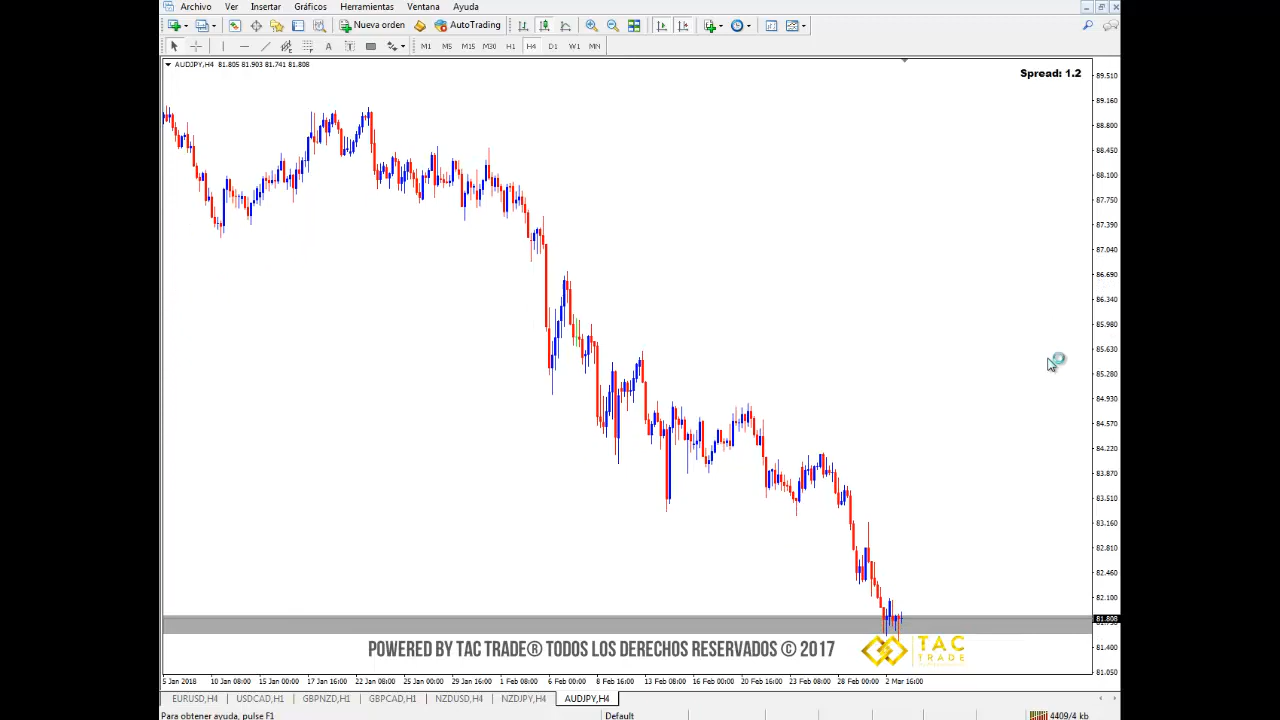 Archivo Ver Insertar Gráficos Herramientas Ventana Ayuda
Nueva orden AutoTrading
A T M1 M5 M15 M30 H1 H4 D1 W1 MN
AUDJPY,H4 81.805 81.903 81.741 81.808
Spread: 1.2
89.510
89.160
88.800
88.450
88.100
87.750
87.390
87.040
86.690
86.340
85.980
85.630
85.280
84.930
84.570
84.220
83.870
83.510
83.160
82.810
82.460
82.100
81.808
81.400
81.050
POWERED BY TAC TRADE® TODOS LOS DERECHOS RESERVADOS © 2017
TAC
TRADE
5 Jan 2018 10 Jan 08:00 15 Jan 00:00 17 Jan 16:00 22 Jan 08:00 25 Jan 00:00 29 Jan 16:00 1 Feb 08:00 6 Feb 00:00 8 Feb 16:00 13 Feb 08:00 16 Feb 00:00 20 Feb 16:00 23 Feb 08:00 28 Feb 00:00 2 Mar 16:00
EURUSD,H4 USDCAD,H1 GBPNZD,H1 GBPCAD,H1 NZDUSD,H4 NZDJPY,H4 AUDJPY,H4
Para obtener ayuda, pulse F1 Default 4409/4 kb